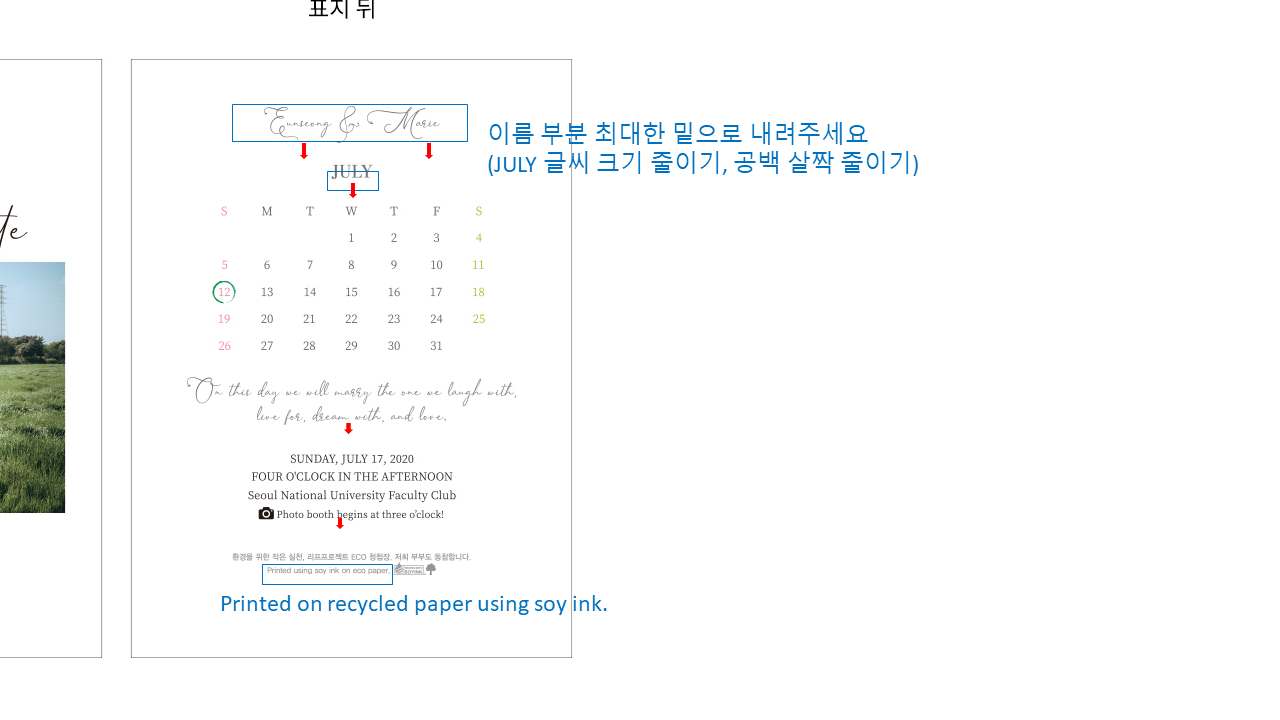 표지 뒤
te
Eunseong & Marie
이름 부분 최대한 밑으로 내려주세요
(JULY 글씨 크기 줄이기, 공백 살짝 줄이기)
JULY
S M T W T F S
1 2 3 4
5 6 7 8 9 10 11
12 13 14 15 16 17 18
19 20 21 22 23 24 25
26 27 28 29 30 31
On this day we will marry the one we laugh with,
live for, dream with, and love.
SUNDAY, JULY 17, 2020
FOUR O'CLOCK IN THE AFTERNOON
Seoul National University Faculty Club
Photo booth begins at three o'clock!
환경을 위한 작은 실천, 리프프로젝트 ECO 청첩장. 저희 부부도 동참합니다.
Printed using soy ink on eco paper. SOYINK
Printed on recycled paper using soy ink.